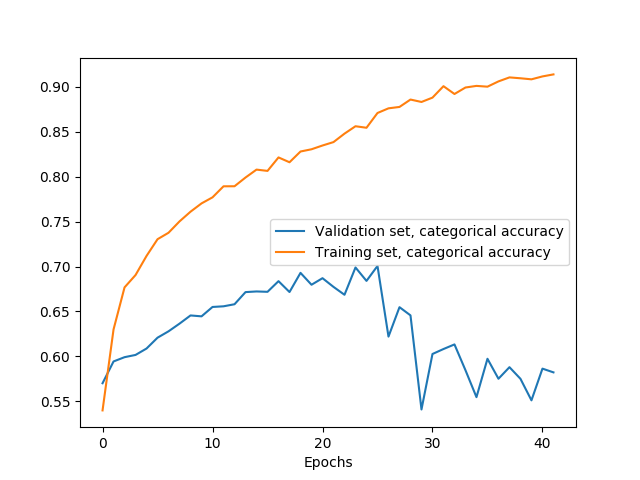 0.90
0.85
0.80
0.75
0.70
0.65
0.60
0.55
Validation set, categorical accuracy
Training set, categorical accuracy
0 10 20 30 40
Epochs